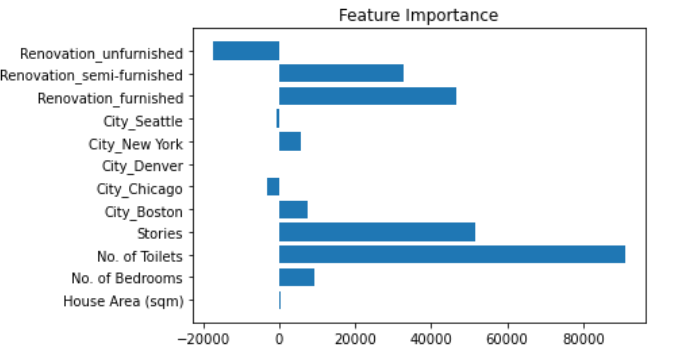 Feature Importance
Renovation_unfurnished
Renovation_semi-furnished
Renovation_furnished
City_Seattle
City_New York
City_Denver
City_Chicago
City_Boston
Stories
No. of Toilets
No. of Bedrooms
House Area (sqm)
−20000 0 20000 40000 60000 80000